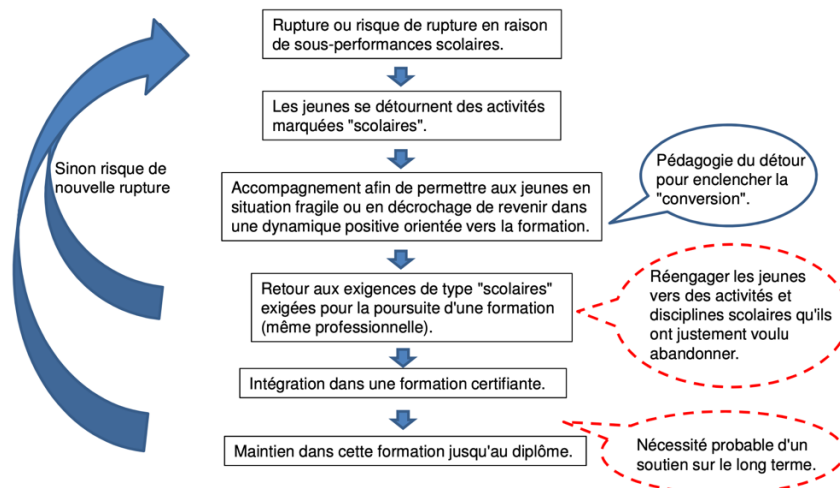 Rupture ou risque de rupture en raison
de sous-performances scolaires.
Les jeunes se détournent des activités
marquées "scolaires".
Sinon risque de
nouvelle rupture
Pédagogie du détour
pour enclencher la
"conversion".
Accompagnement afin de permettre aux jeunes en
situation fragile ou en décrochage de revenir dans
une dynamique positive orientée vers la formation.
Retour aux exigences de type "scolaires"
exigées pour la poursuite d'une formation
(même professionnelle).
Réengager les jeunes
vers des activités et
disciplines scolaires qu'ils
ont justement voulu
abandonner.
Intégration dans une formation certifiante.
Maintien dans cette formation jusqu'au diplôme.
Nécessité probable d'un
soutien sur le long terme.